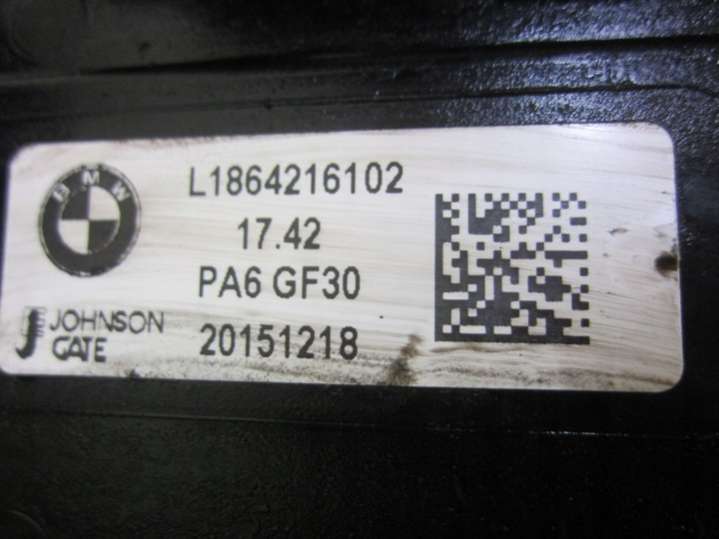 BMW
L1864216102
17.42
PA6 GF30
JOHNSON
GATE
20151218